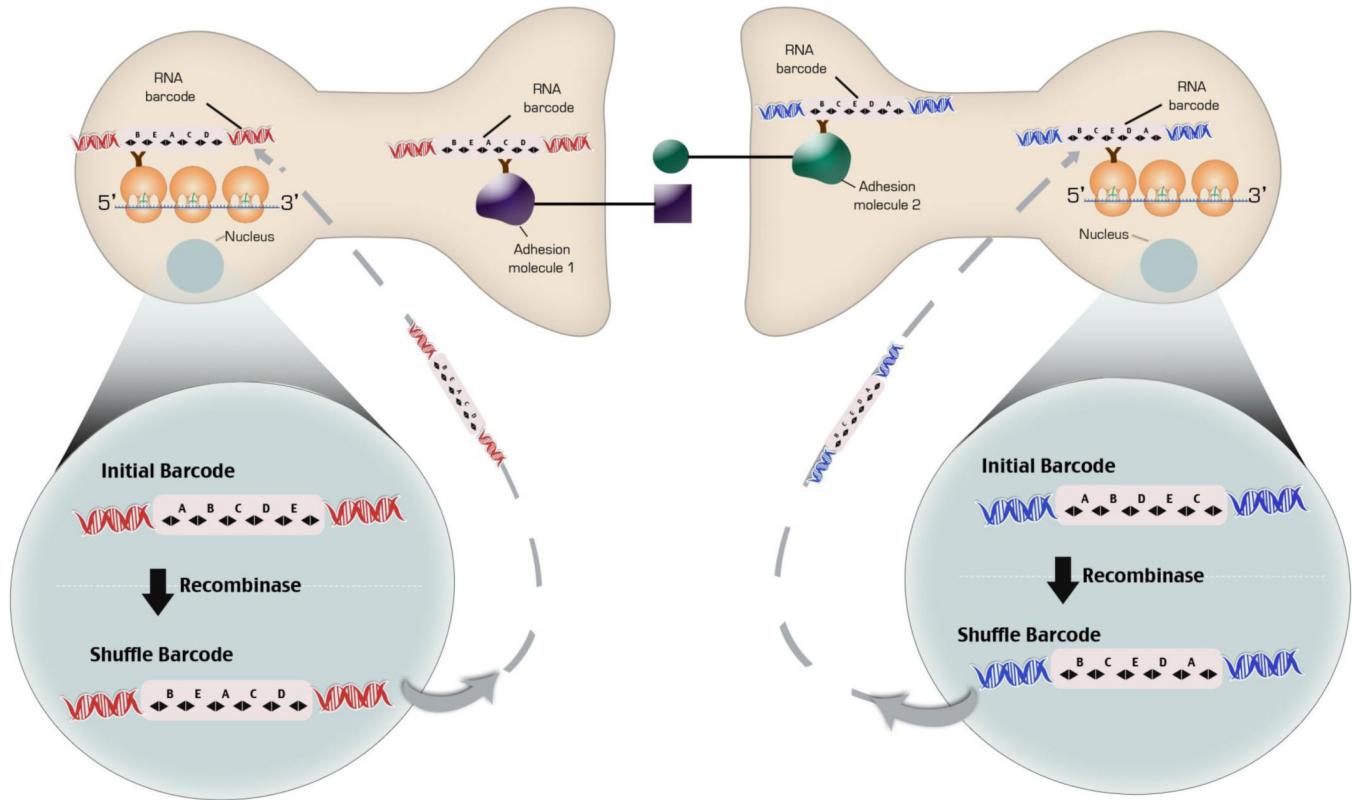 RNA
barcode
B E A C D
5'
3'
Nucleus
RNA
barcode
B E A C D
Adhesion
molecule 1
RNA
barcode
B C E D A
Adhesion
molecule 2
RNA
barcode
B C E D A
5'
3'
Nucleus
B E A C D
B C E D A
Initial Barcode
A B C D E
Recombinase
Shuffle Barcode
B E A C D
Initial Barcode
A B D E C
Recombinase
Shuffle Barcode
B C E D A